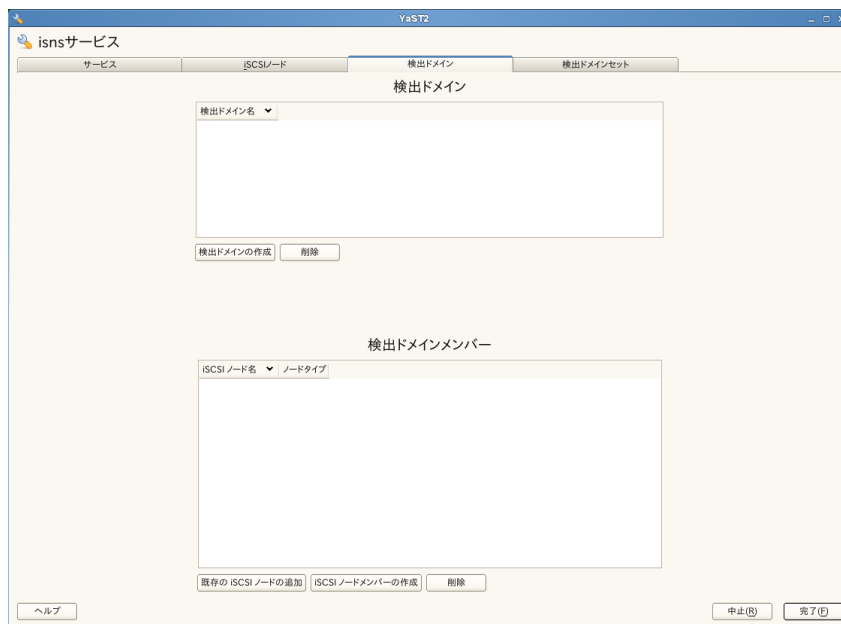 YaST2
isnsサービス
サービス
iSCSIノード
検出ドメイン
検出ドメインセット
検出ドメイン
検出ドメイン名
検出ドメインの作成
削除
検出ドメインメンバー
iSCSI ノード名
ノードタイプ
既存の iSCSI ノードの追加
iSCSI ノードメンバーの作成
削除
ヘルプ
中止(R)
完了(F)